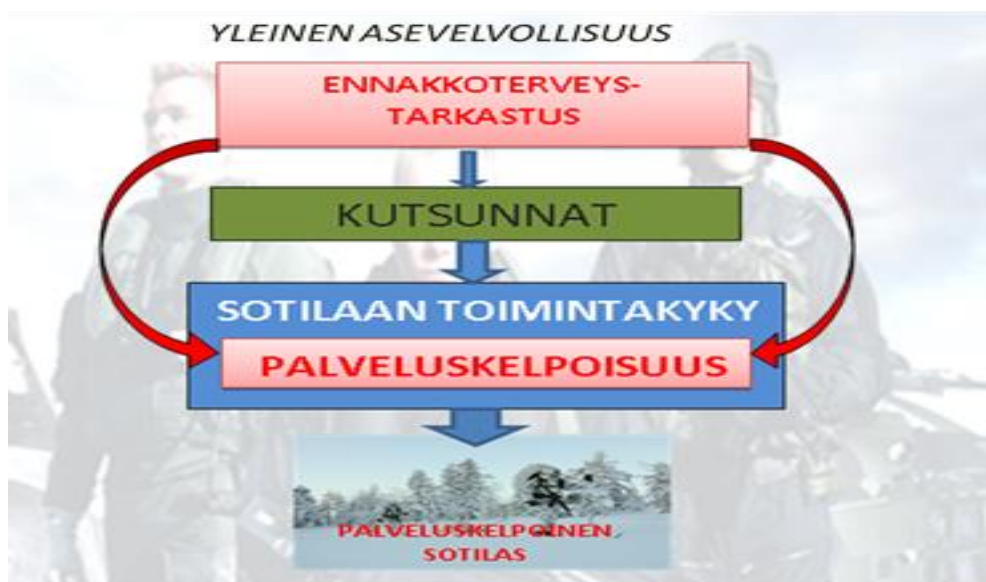 YLEINEN ASEVELVOLLISUUS
ENNAKKOTERVEYS-
TARKASTUS
KUTSUNNAT
SOTILAAN TOIMINTAKYKY
PALVELUSKELPOISUUS
PALVELUSKELPOINEN
SOTILAS